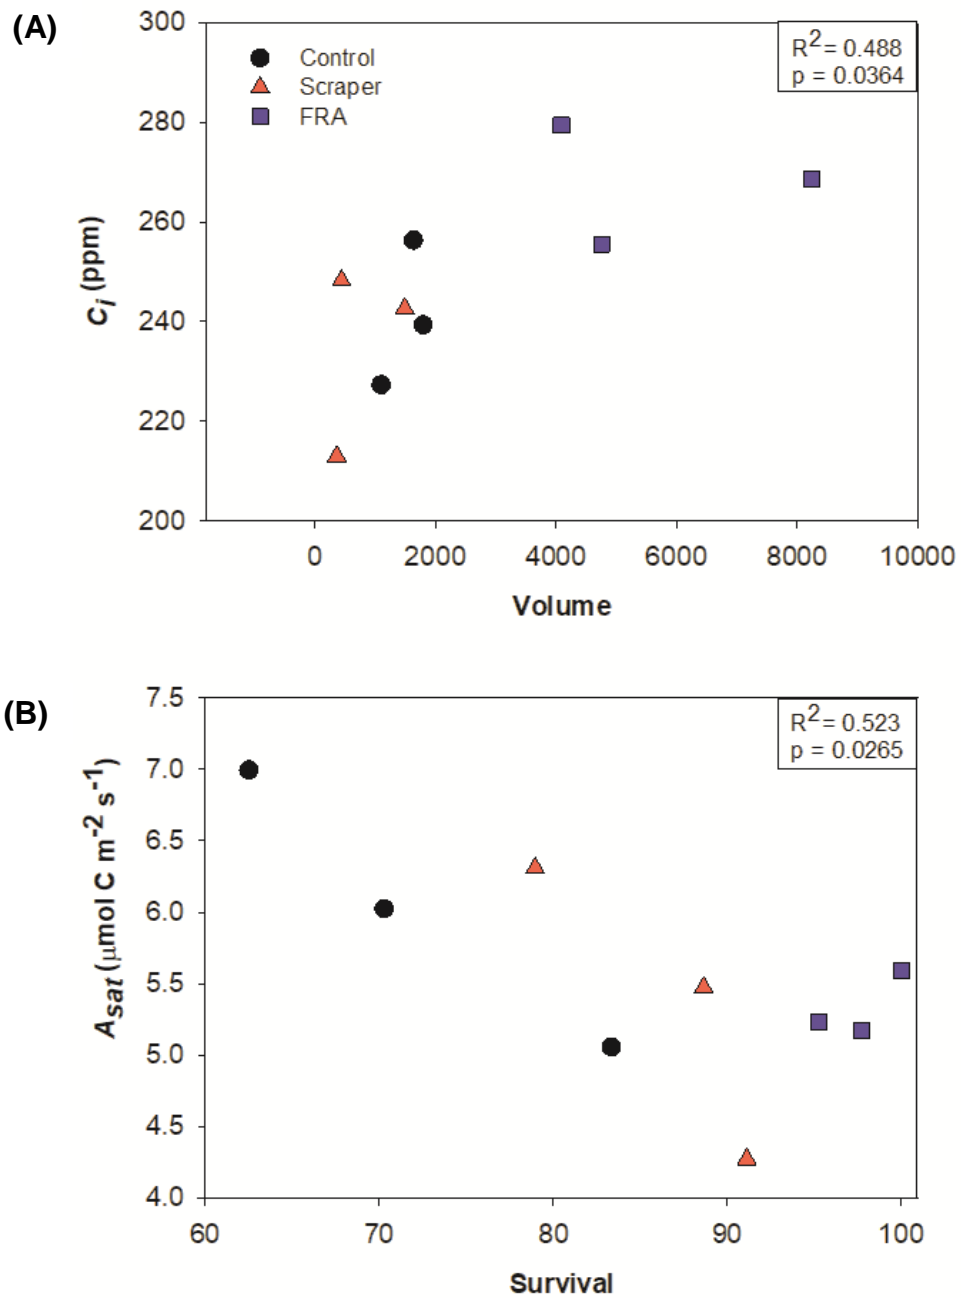 (A)
300
280
260
240
220
200
C_i (ppm)
Control
Scraper
FRA
R² = 0.488
p = 0.0364
0 2000 4000 6000 8000 10000
Volume
(B)
7.5
7.0
6.5
6.0
5.5
5.0
4.5
4.0
A_sat (μmol C m⁻² s⁻¹)
R² = 0.523
p = 0.0265
60 70 80 90 100
Survival